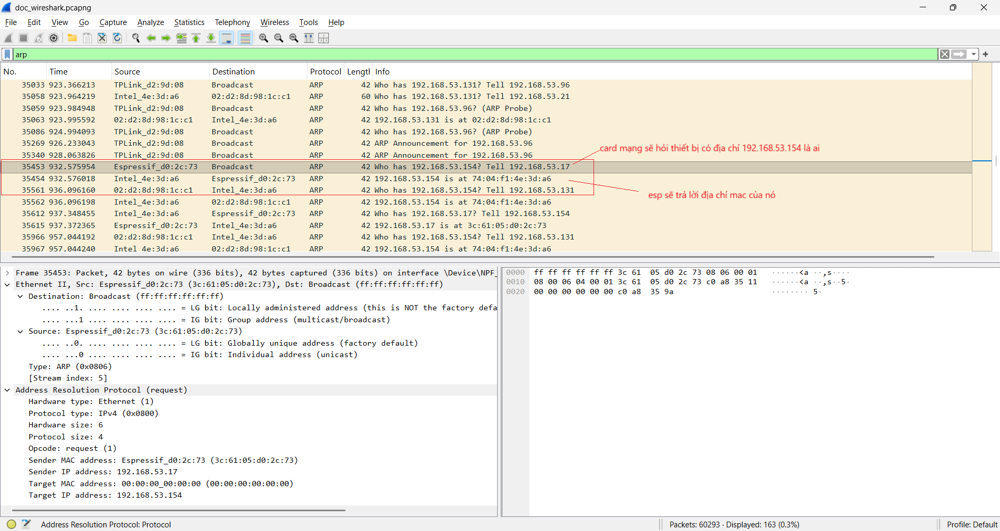 doc_wireshark.pcapng
File Edit View Go Capture Analyze Statistics Telephony Wireless Tools Help
arp
No. Time Source Destination Protocol Length Info
35033 923.366213 TPLink_d2:9d:08 Broadcast ARP 42 Who has 192.168.53.131? Tell 192.168.53.96
35058 923.964219 Intel_4e:3d:a6 02:d2:8d:98:1c:c1 ARP 60 Who has 192.168.53.131? Tell 192.168.53.21
35059 923.984948 TPLink_d2:9d:08 Broadcast ARP 42 Who has 192.168.53.96? (ARP Probe)
35063 923.995592 02:d2:8d:98:1c:c1 Intel_4e:3d:a6 ARP 42 192.168.53.131 is at 02:d2:8d:98:1c:c1
35086 924.994093 TPLink_d2:9d:08 Broadcast ARP 42 Who has 192.168.53.96? (ARP Probe)
35269 926.233043 TPLink_d2:9d:08 Broadcast ARP 42 ARP Announcement for 192.168.53.96
card mạng sẽ hỏi thiết bị có địa chỉ 192.168.53.154 là ai
35340 928.063826 TPLink_d2:9d:08 Broadcast ARP 42 ARP Announcement for 192.168.53.96
35453 932.575954 Espressif_d0:2c:73 Broadcast ARP 42 Who has 192.168.53.154? Tell 192.168.53.17
35454 932.576018 Intel_4e:3d:a6 Espressif_d0:2c:73 ARP 42 192.168.53.154 is at 74:04:f1:4e:3d:a6
35561 936.096160 02:d2:8d:98:1c:c1 Intel_4e:3d:a6 ARP 42 Who has 192.168.53.154? Tell 192.168.53.131
esp sẽ trả lời địa chỉ mac của nó
35562 936.096198 Intel_4e:3d:a6 02:d2:8d:98:1c:c1 ARP 42 192.168.53.154 is at 74:04:f1:4e:3d:a6
35612 937.348455 Intel_4e:3d:a6 Espressif_d0:2c:73 ARP 42 Who has 192.168.53.17? Tell 192.168.53.154
35615 937.372365 Espressif_d0:2c:73 Intel_4e:3d:a6 ARP 42 192.168.53.17 is at 3c:61:05:d0:2c:73
35966 957.044192 02:d2:8d:98:1c:c1 Intel_4e:3d:a6 ARP 42 Who has 192.168.53.154? Tell 192.168.53.131
35967 957.044240 Intel 4e:3d:a6 02:d2:8d:98:1c:c1 ARP 42 192.168.53.154 is at 74:04:f1:4e:3d:a6
Frame 35453: Packet, 42 bytes on wire (336 bits), 42 bytes captured (336 bits) on interface \Device\NPF_
Ethernet II, Src: Espressif_d0:2c:73 (3c:61:05:d0:2c:73), Dst: Broadcast (ff:ff:ff:ff:ff:ff)
Destination: Broadcast (ff:ff:ff:ff:ff:ff)
.... ..1. .... .... .... .... = LG bit: Locally administered address (this is NOT the factory defa
.... ...1 .... .... .... .... = IG bit: Group address (multicast/broadcast)
Source: Espressif_d0:2c:73 (3c:61:05:d0:2c:73)
.... ..0. .... .... .... .... = LG bit: Globally unique address (factory default)
.... ...0 .... .... .... .... = IG bit: Individual address (unicast)
Type: ARP (0x0806)
[Stream index: 5]
Address Resolution Protocol (request)
Hardware type: Ethernet (1)
Protocol type: IPv4 (0x0800)
Hardware size: 6
Protocol size: 4
Opcode: request (1)
Sender MAC address: Espressif_d0:2c:73 (3c:61:05:d0:2c:73)
Sender IP address: 192.168.53.17
Target MAC address: 00:00:00_00:00:00 (00:00:00:00:00:00)
Target IP address: 192.168.53.154
0000 ff ff ff ff ff ff 3c 61 05 d0 2c 73 08 06 00 01 ······<a ··,s····
0010 08 00 06 04 00 01 3c 61 05 d0 2c 73 c0 a8 35 11 ······<a ··,s··5·
0020 00 00 00 00 00 00 c0 a8 35 9a ········ 5·
Address Resolution Protocol: Protocol
Packets: 60293 · Displayed: 163 (0.3%)
Profile: Default